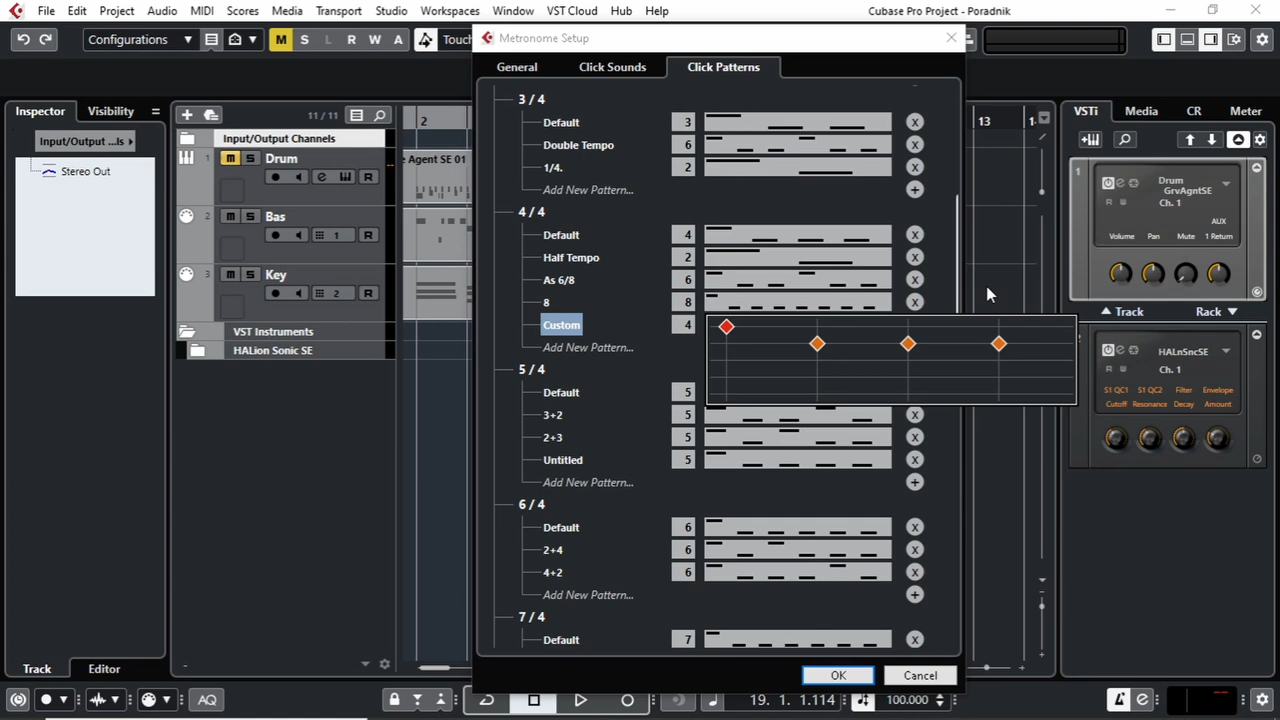 File Edit Project Audio MIDI Scores Media Transport Studio Workspaces Window VST Cloud Hub Help Cubase Pro Project - Poradnik
Configurations M S L R W A Touch
Metronome Setup
General Click Sounds Click Patterns
Inspector Visibility
11 / 11
2
13
VSTi Media CR Meter
Input/Output ...ls
Stereo Out
Input/Output Channels
1 m S Drum
e R
Agent SE 01
2 m S Bas
1 R
3 m S Key
2 R
VST Instruments
HALion Sonic SE
3 / 4
Default 3 X
Double Tempo 6 X
1/4. 2 X
Add New Pattern... +
4 / 4
Default 4 X
Half Tempo 2 X
As 6/8 6 X
8 8 X
Custom 4
Add New Pattern...
5 / 4
Default 5
3+2 5 X
2+3 5 X
Untitled 5 X
Add New Pattern... +
6 / 4
Default 6 X
2+4 6 X
4+2 6 X
Add New Pattern... +
7 / 4
Default 7 X
OK Cancel
1
Drum
GrvAgntSE
Ch. 1
R
AUX
Volume Pan Mute 1 Return
Track Rack
HALnSncSE
Ch. 1
R
S1 QC1 S1 QC2 Filter Envelope
Cutoff Resonance Decay Amount
Track Editor
AQ
19. 1. 1.114
100.000